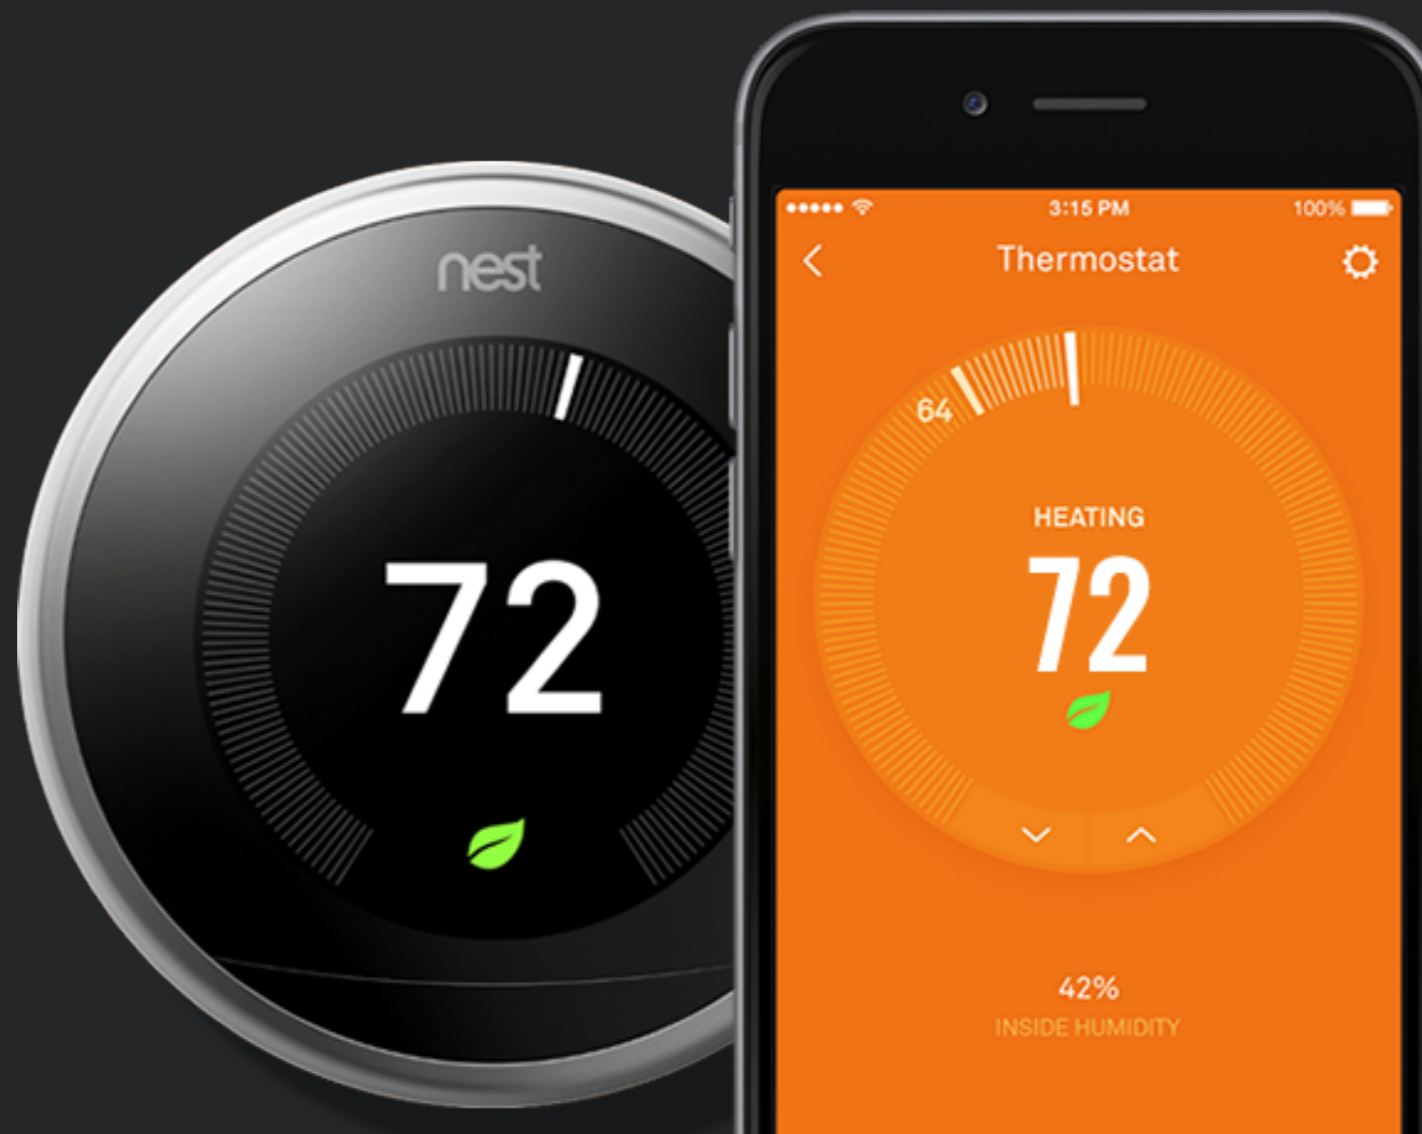 nest
72
3:15 PM
100%
Thermostat
64
HEATING
72
42%
INSIDE HUMIDITY